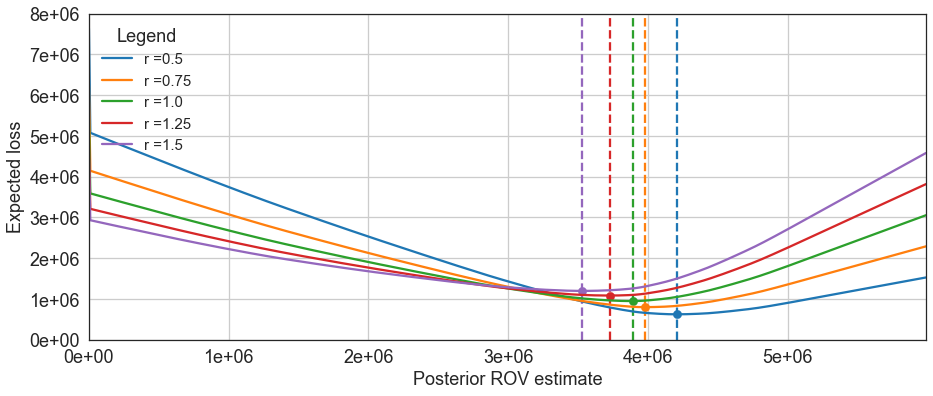 8e+06
7e+06
6e+06
5e+06
4e+06
3e+06
2e+06
1e+06
0e+00
Expected loss
Legend
r =0.5
r =0.75
r =1.0
r =1.25
r =1.5
0e+00 1e+06 2e+06 3e+06 4e+06 5e+06
Posterior ROV estimate